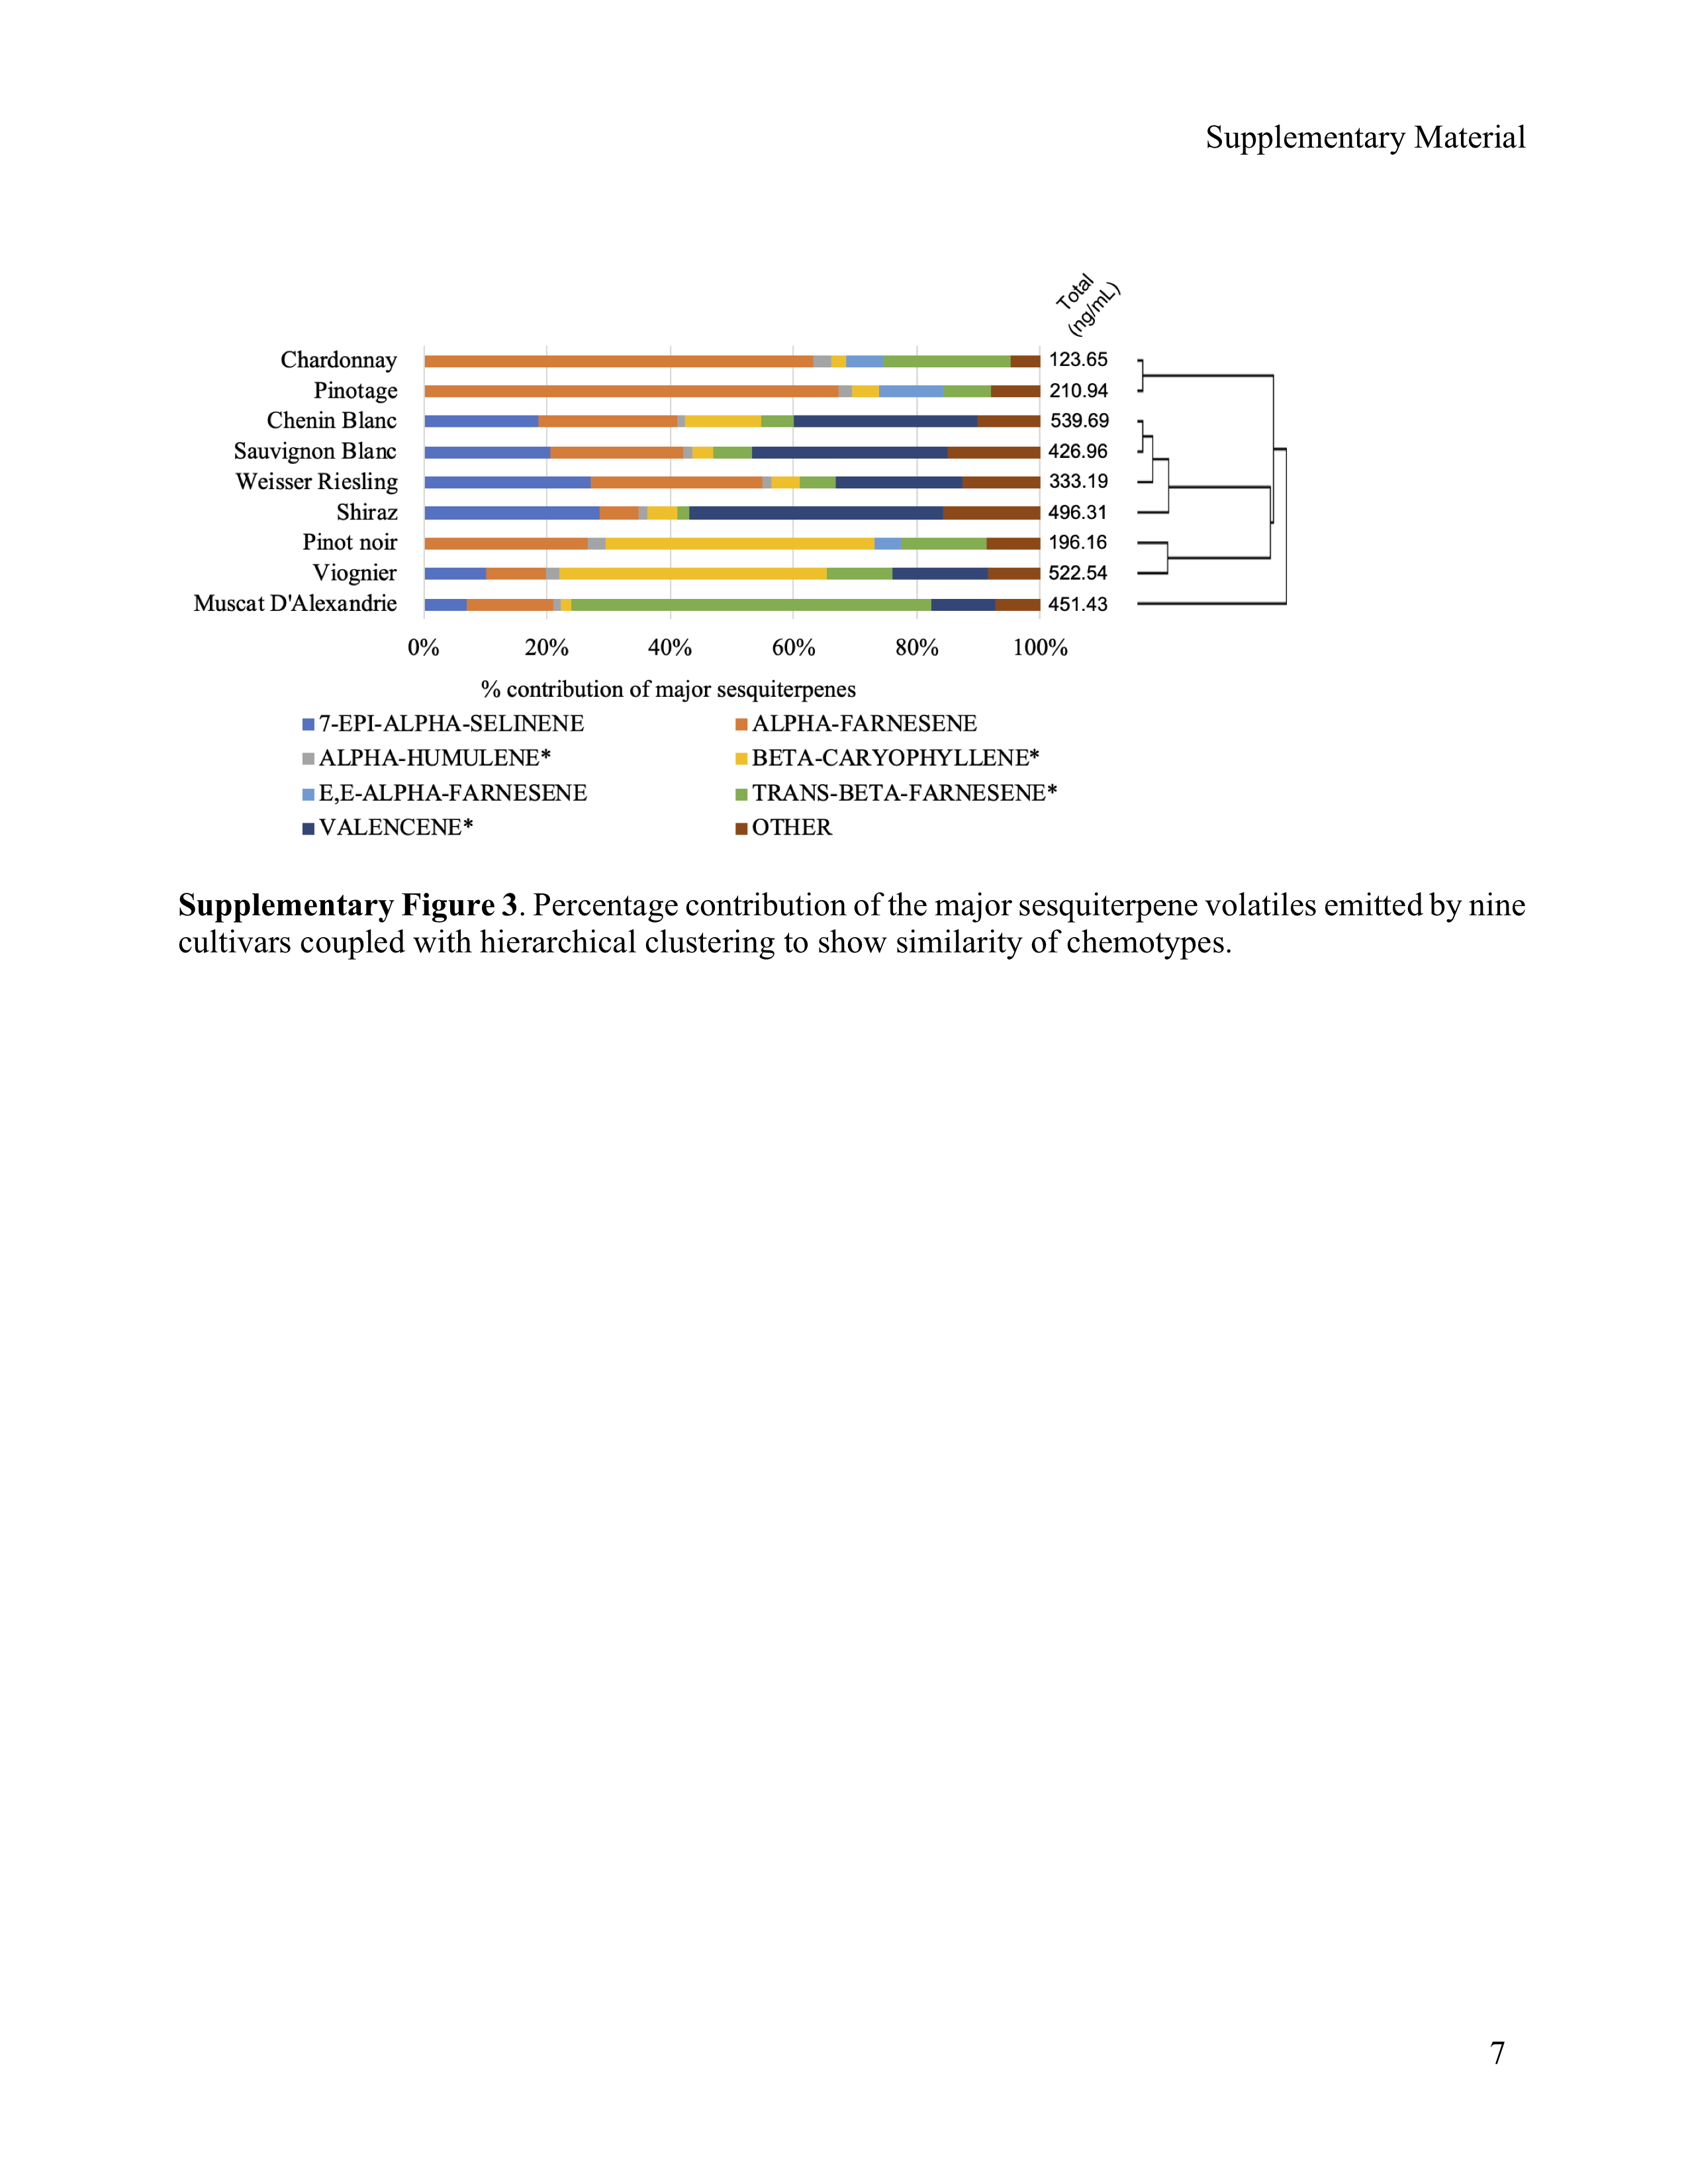 Supplementary Material
Total
(ng/mL)
Chardonnay 123.65
Pinotage 210.94
Chenin Blanc 539.69
Sauvignon Blanc 426.96
Weisser Riesling 333.19
Shiraz 496.31
Pinot noir 196.16
Viognier 522.54
Muscat D'Alexandrie 451.43
0% 20% 40% 60% 80% 100%
% contribution of major sesquiterpenes
7-EPI-ALPHA-SELINENE ALPHA-FARNESENE
ALPHA-HUMULENE* BETA-CARYOPHYLLENE*
E,E-ALPHA-FARNESENE TRANS-BETA-FARNESENE*
VALENCENE* OTHER
Supplementary Figure 3. Percentage contribution of the major sesquiterpene volatiles emitted by nine
cultivars coupled with hierarchical clustering to show similarity of chemotypes.
7